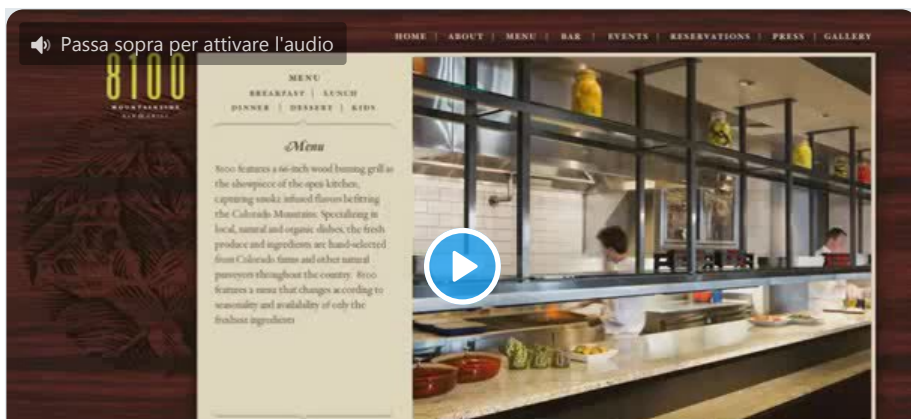 Passa sopra per attivare l'audio
HOME | ABOUT | MENU | BAR | EVENTS | RESERVATIONS | PRESS | GALLERY
8100
MOUNTAINSIDE
BAR & GRILL
MENU
BREAKFAST | LUNCH
DINNER | DESSERT | KIDS
Menu
8100 features a 66-inch wood burning grill as
the showpiece of the open kitchen,
capturing smoke infused flavors befitting
the Colorado Mountains. Specializing in
local, natural and organic dishes, the fresh
produce and ingredients are hand-selected
from Colorado farms and other natural
purveyors throughout the country. 8100
features a menu that changes according to
seasonality and availability of only the
freshest ingredients